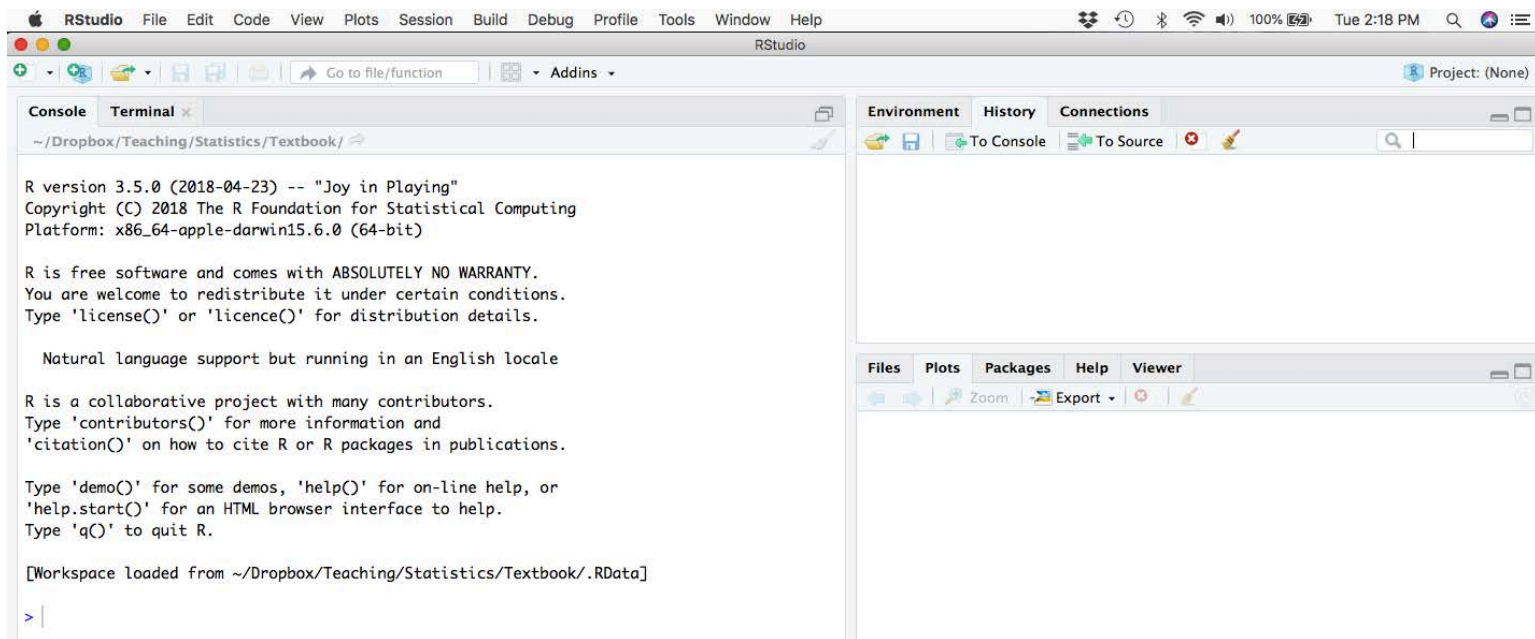 RStudio File Edit Code View Plots Session Build Debug Profile Tools Window Help 100% Tue 2:18 PM
RStudio
Go to file/function Addins Project: (None)
Console Terminal
~/Dropbox/Teaching/Statistics/Textbook/
R version 3.5.0 (2018-04-23) -- "Joy in Playing"
Copyright (C) 2018 The R Foundation for Statistical Computing
Platform: x86_64-apple-darwin15.6.0 (64-bit)
R is free software and comes with ABSOLUTELY NO WARRANTY.
You are welcome to redistribute it under certain conditions.
Type 'license()' or 'licence()' for distribution details.
Natural language support but running in an English locale
R is a collaborative project with many contributors.
Type 'contributors()' for more information and
'citation()' on how to cite R or R packages in publications.
Type 'demo()' for some demos, 'help()' for on-line help, or
'help.start()' for an HTML browser interface to help.
Type 'q()' to quit R.
[Workspace loaded from ~/Dropbox/Teaching/Statistics/Textbook/.RData]
>
Environment History Connections
To Console To Source
Files Plots Packages Help Viewer
Zoom Export